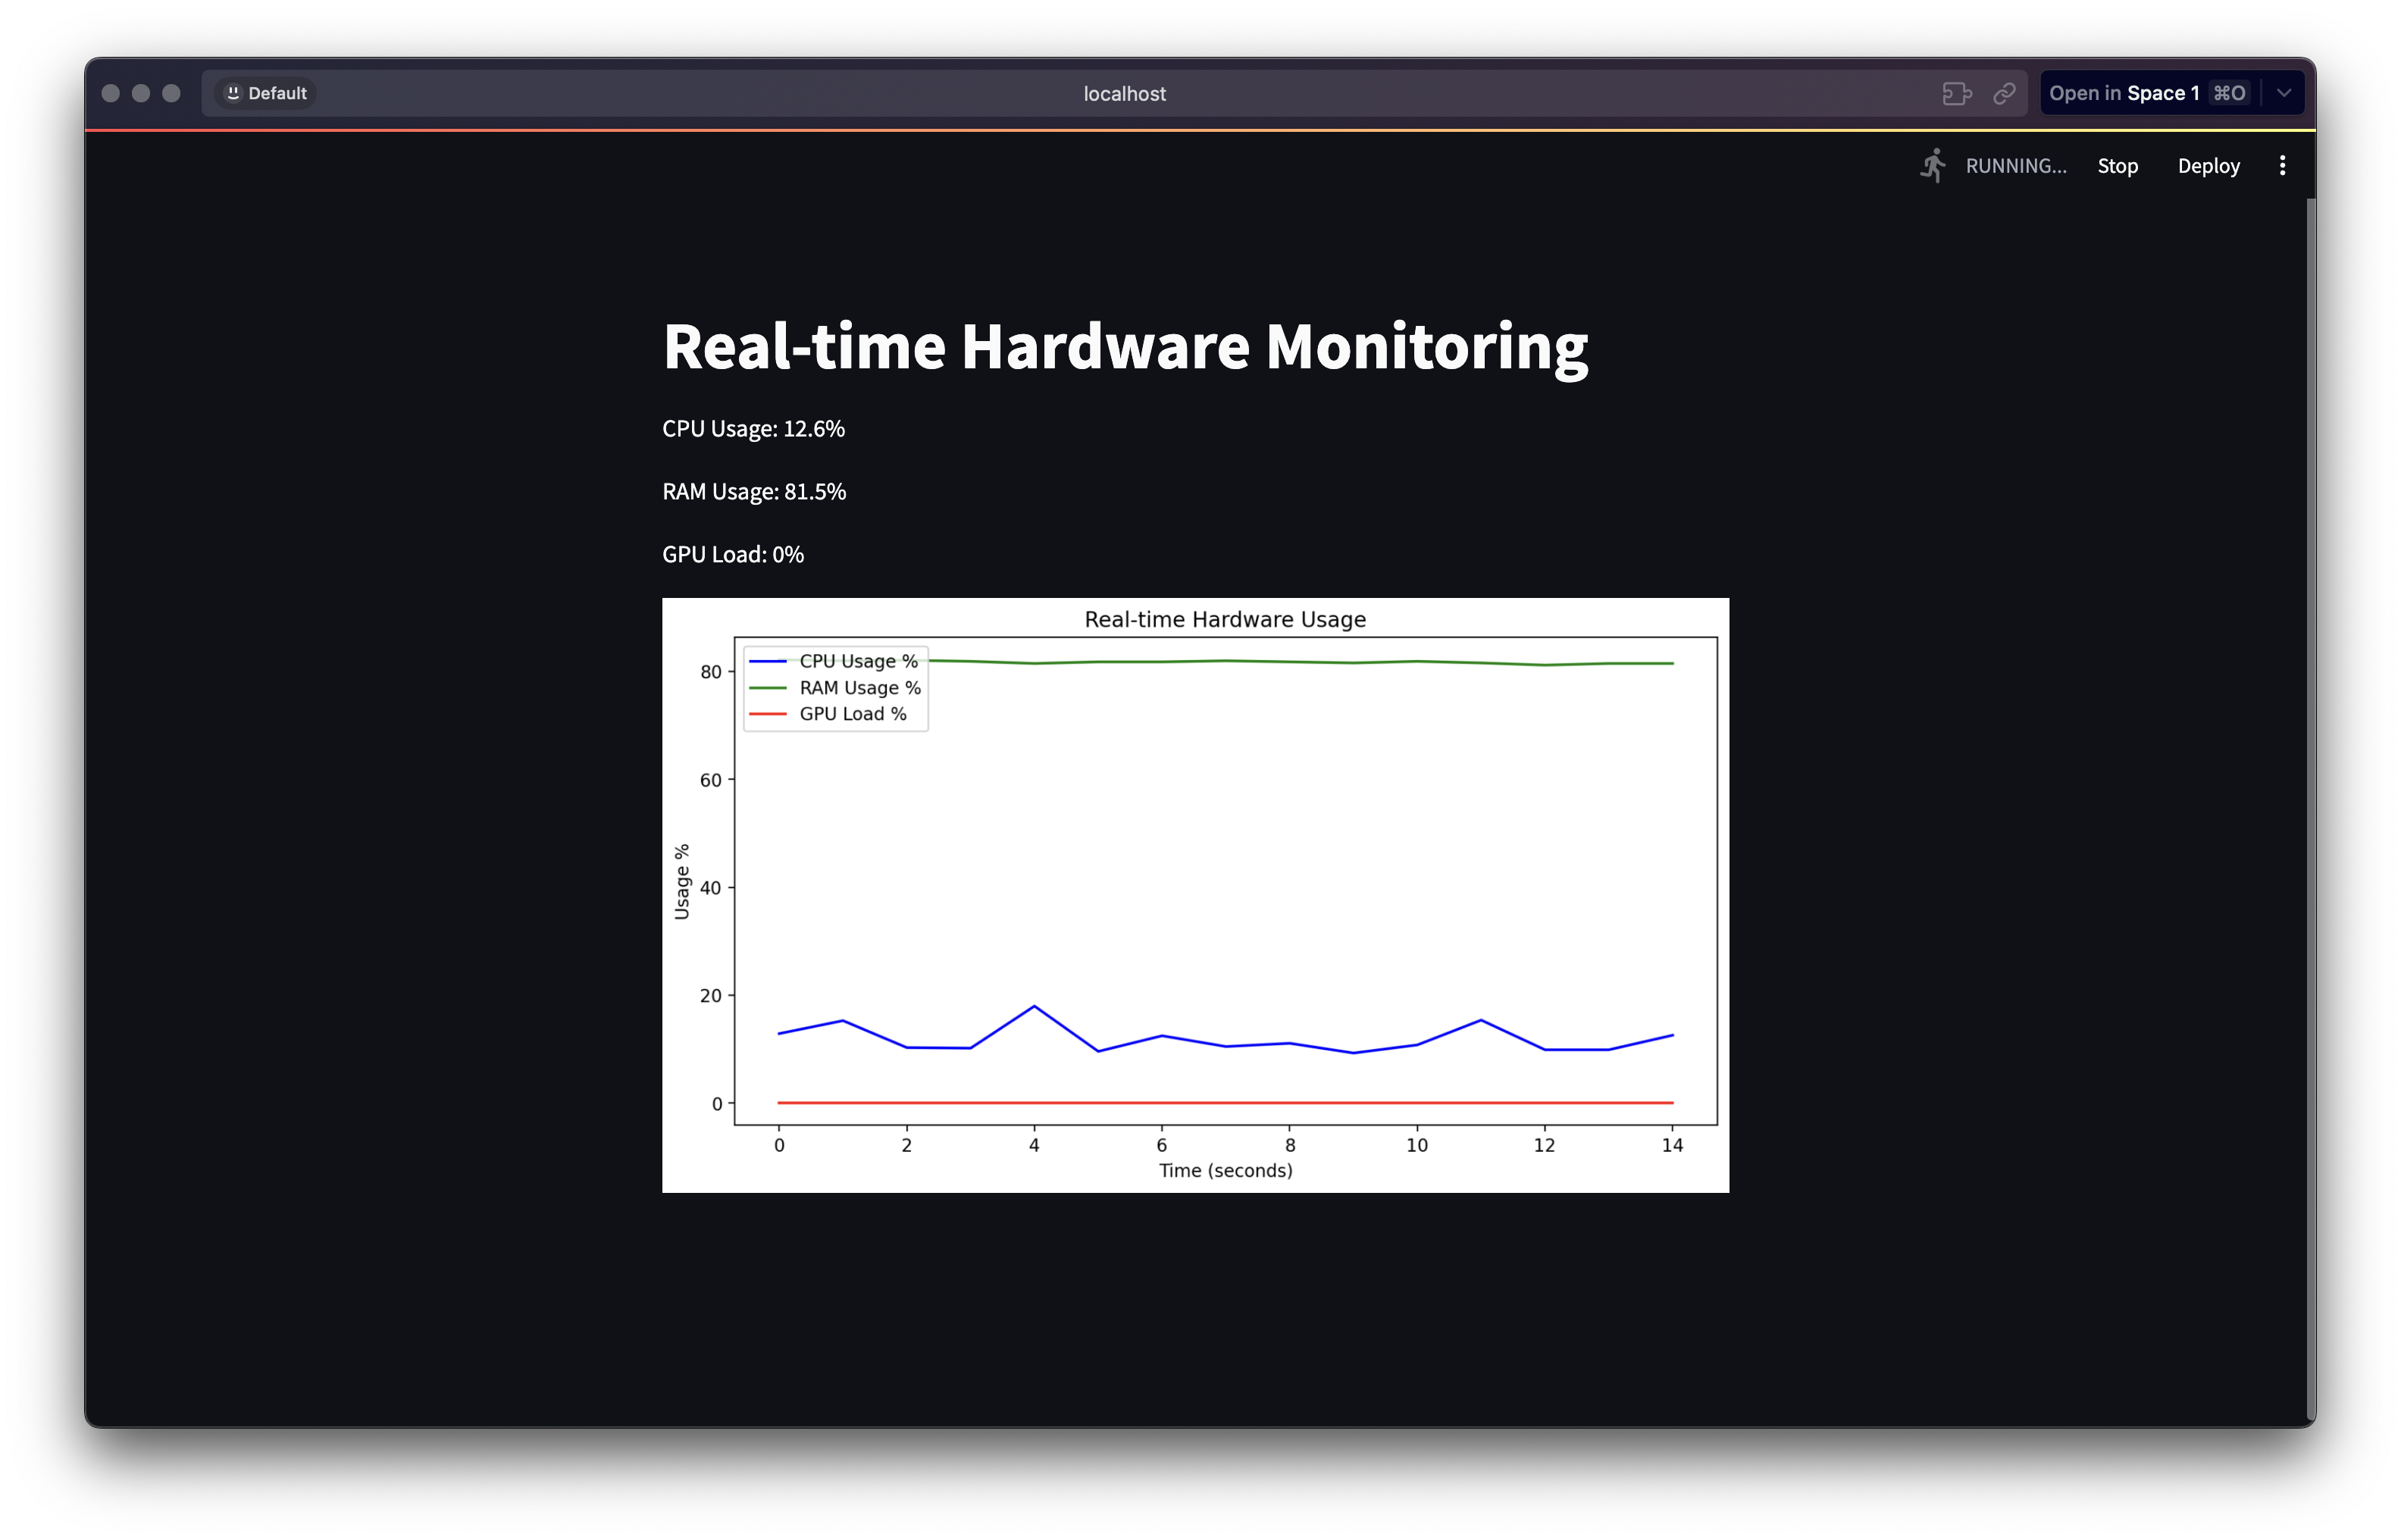 Default
localhost
Open in Space 1 ⌘O
RUNNING...
Stop
Deploy
Real-time Hardware Monitoring
CPU Usage: 12.6%
RAM Usage: 81.5%
GPU Load: 0%
Real-time Hardware Usage
CPU Usage %
RAM Usage %
GPU Load %
80
60
40
20
0
Usage %
0 2 4 6 8 10 12 14
Time (seconds)